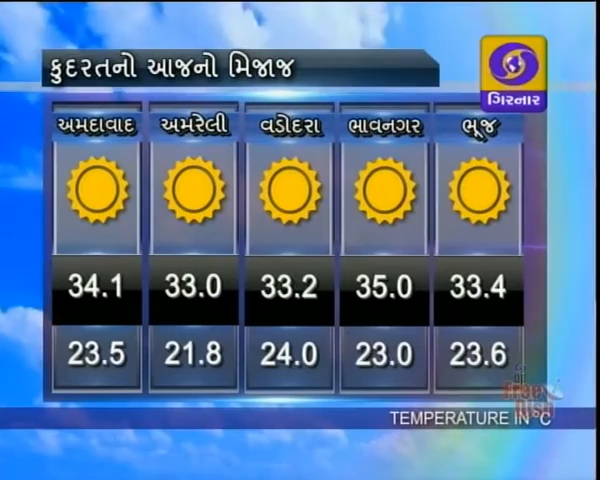 કુદરતનો આજનો મિજાજ
ગિરનાર
અમદાવાદ અમરેલી વડોદરા ભાવનગર ભૂજ
34.1 33.0 33.2 35.0 33.4
23.5 21.8 24.0 23.0 23.6
TEMPERATURE IN °C